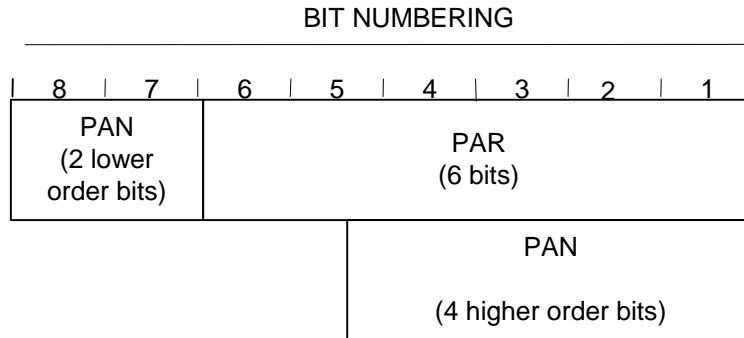 BIT NUMBERING
8 7 6 5 4 3 2 1
PAN
(2 lower
order bits)
PAR
(6 bits)
PAN
(4 higher order bits)